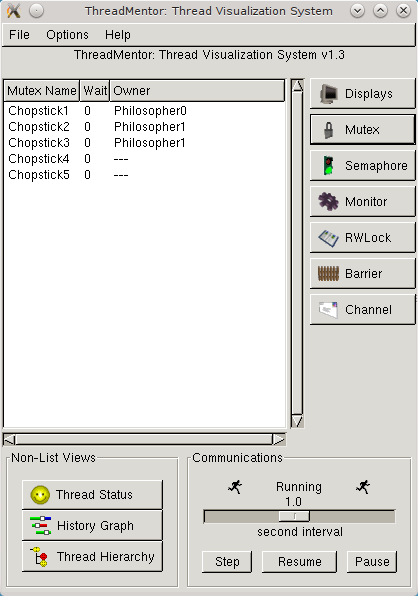 ThreadMentor: Thread Visualization System
File Options Help
ThreadMentor: Thread Visualization System v1.3
Mutex Name Wait Owner
Chopstick1 0 Philosopher0
Chopstick2 0 Philosopher1
Chopstick3 0 Philosopher1
Chopstick4 0 ---
Chopstick5 0 ---
Displays
Mutex
Semaphore
Monitor
RWLock
Barrier
Channel
Non-List Views
Thread Status
History Graph
Thread Hierarchy
Communications
Running
1.0
second interval
Step Resume Pause